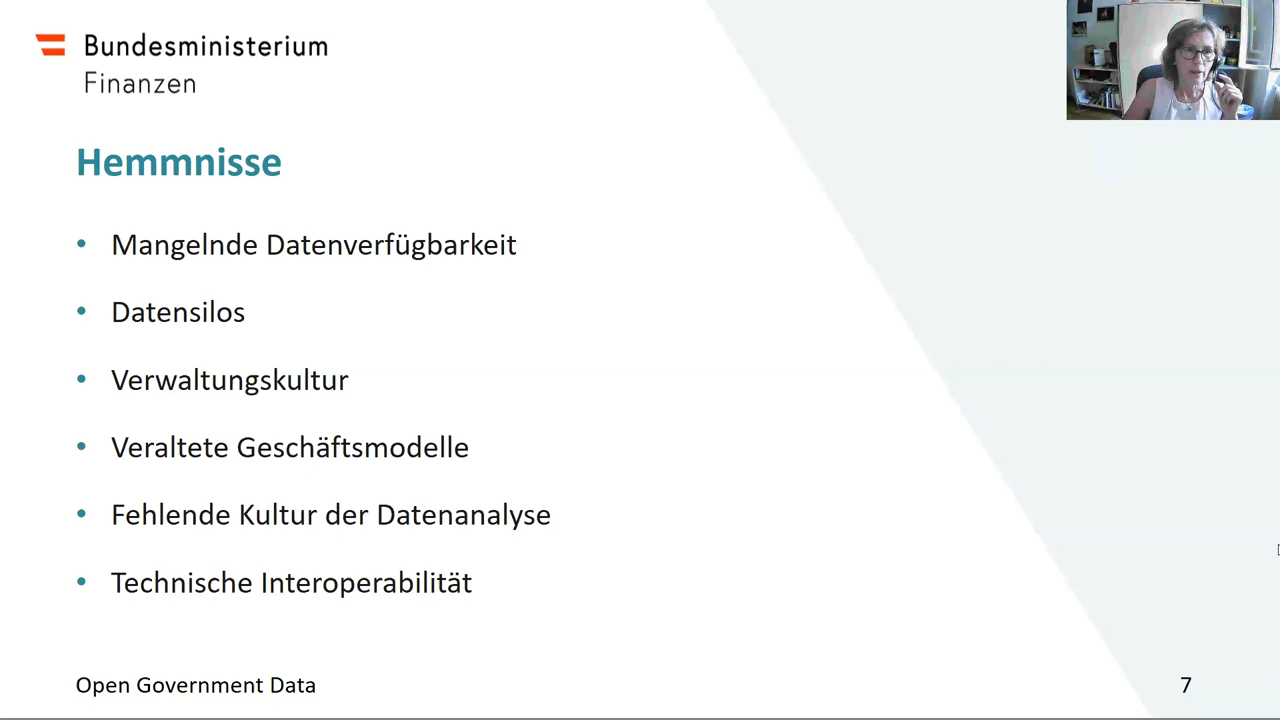 Bundesministerium
Finanzen
Hemmnisse
• Mangelnde Datenverfügbarkeit
• Datensilos
• Verwaltungskultur
• Veraltete Geschäftsmodelle
• Fehlende Kultur der Datenanalyse
• Technische Interoperabilität
Open Government Data
7